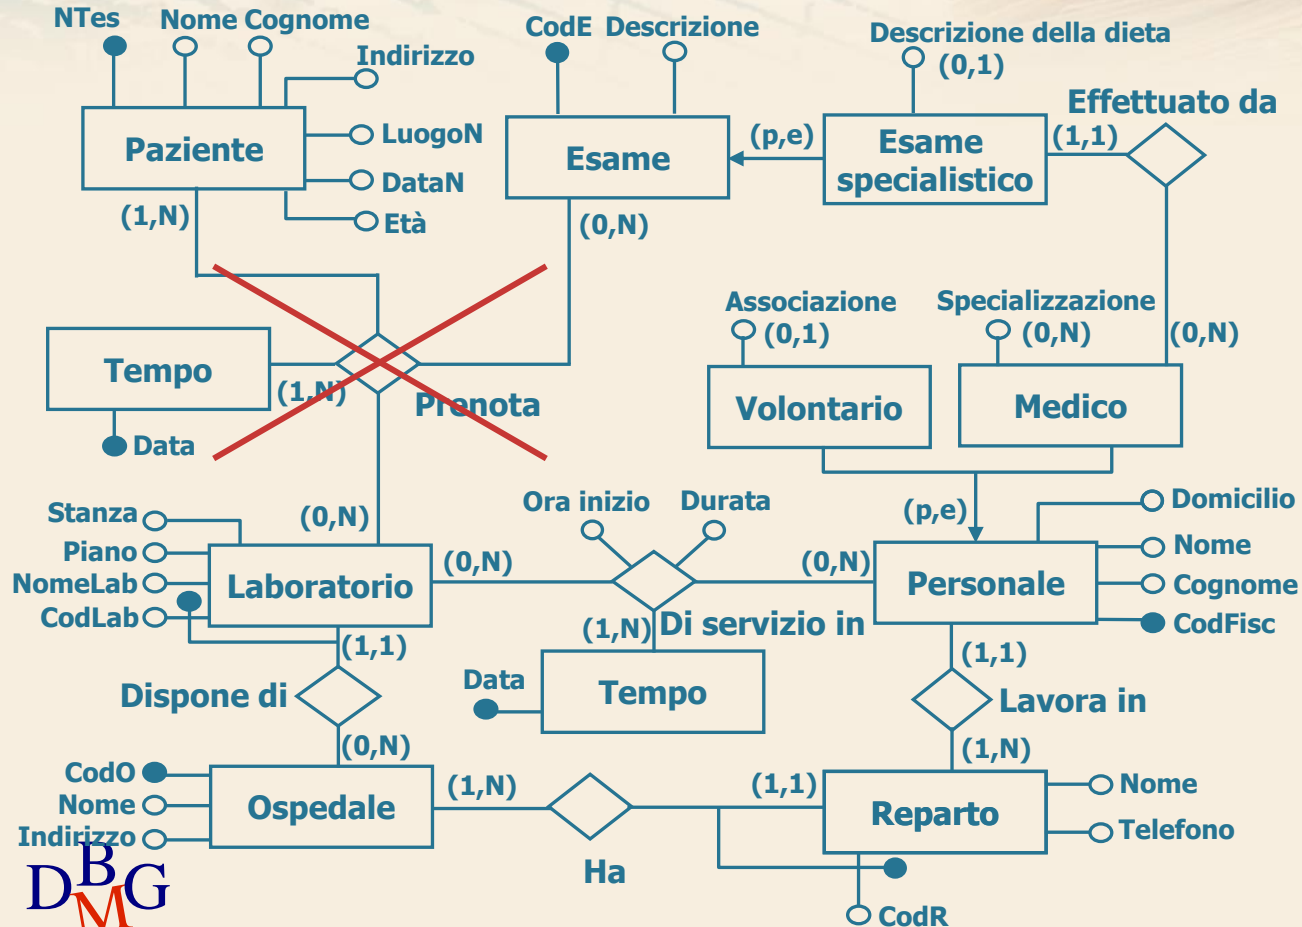 NTes
Nome Cognome
CodE Descrizione
Descrizione della dieta
(0,1)
Indirizzo
Effettuato da
(1,1)
Paziente
LuogoN
DataN
Età
(1,N)
Esame
(0,N)
(p,e)
Esame
specialistico
Associazione
(0,1)
Specializzazione
(0,N)
(0,N)
Tempo
(1,N)
Prenota
Data
Volontario
Medico
Stanza
Piano
NomeLab
CodLab
(0,N)
Laboratorio
(1,1)
Ora inizio
Durata
(0,N)
(0,N)
Di servizio in
(1,N)
(p,e)
Personale
Domicilio
Nome
Cognome
CodFisc
(1,1)
Dispone di
Data
Tempo
Lavora in
(0,N)
(1,N)
CodO
Nome
Indirizzo
Ospedale
(1,N)
Ha
(1,1)
Reparto
Nome
Telefono
CodR
DBMG